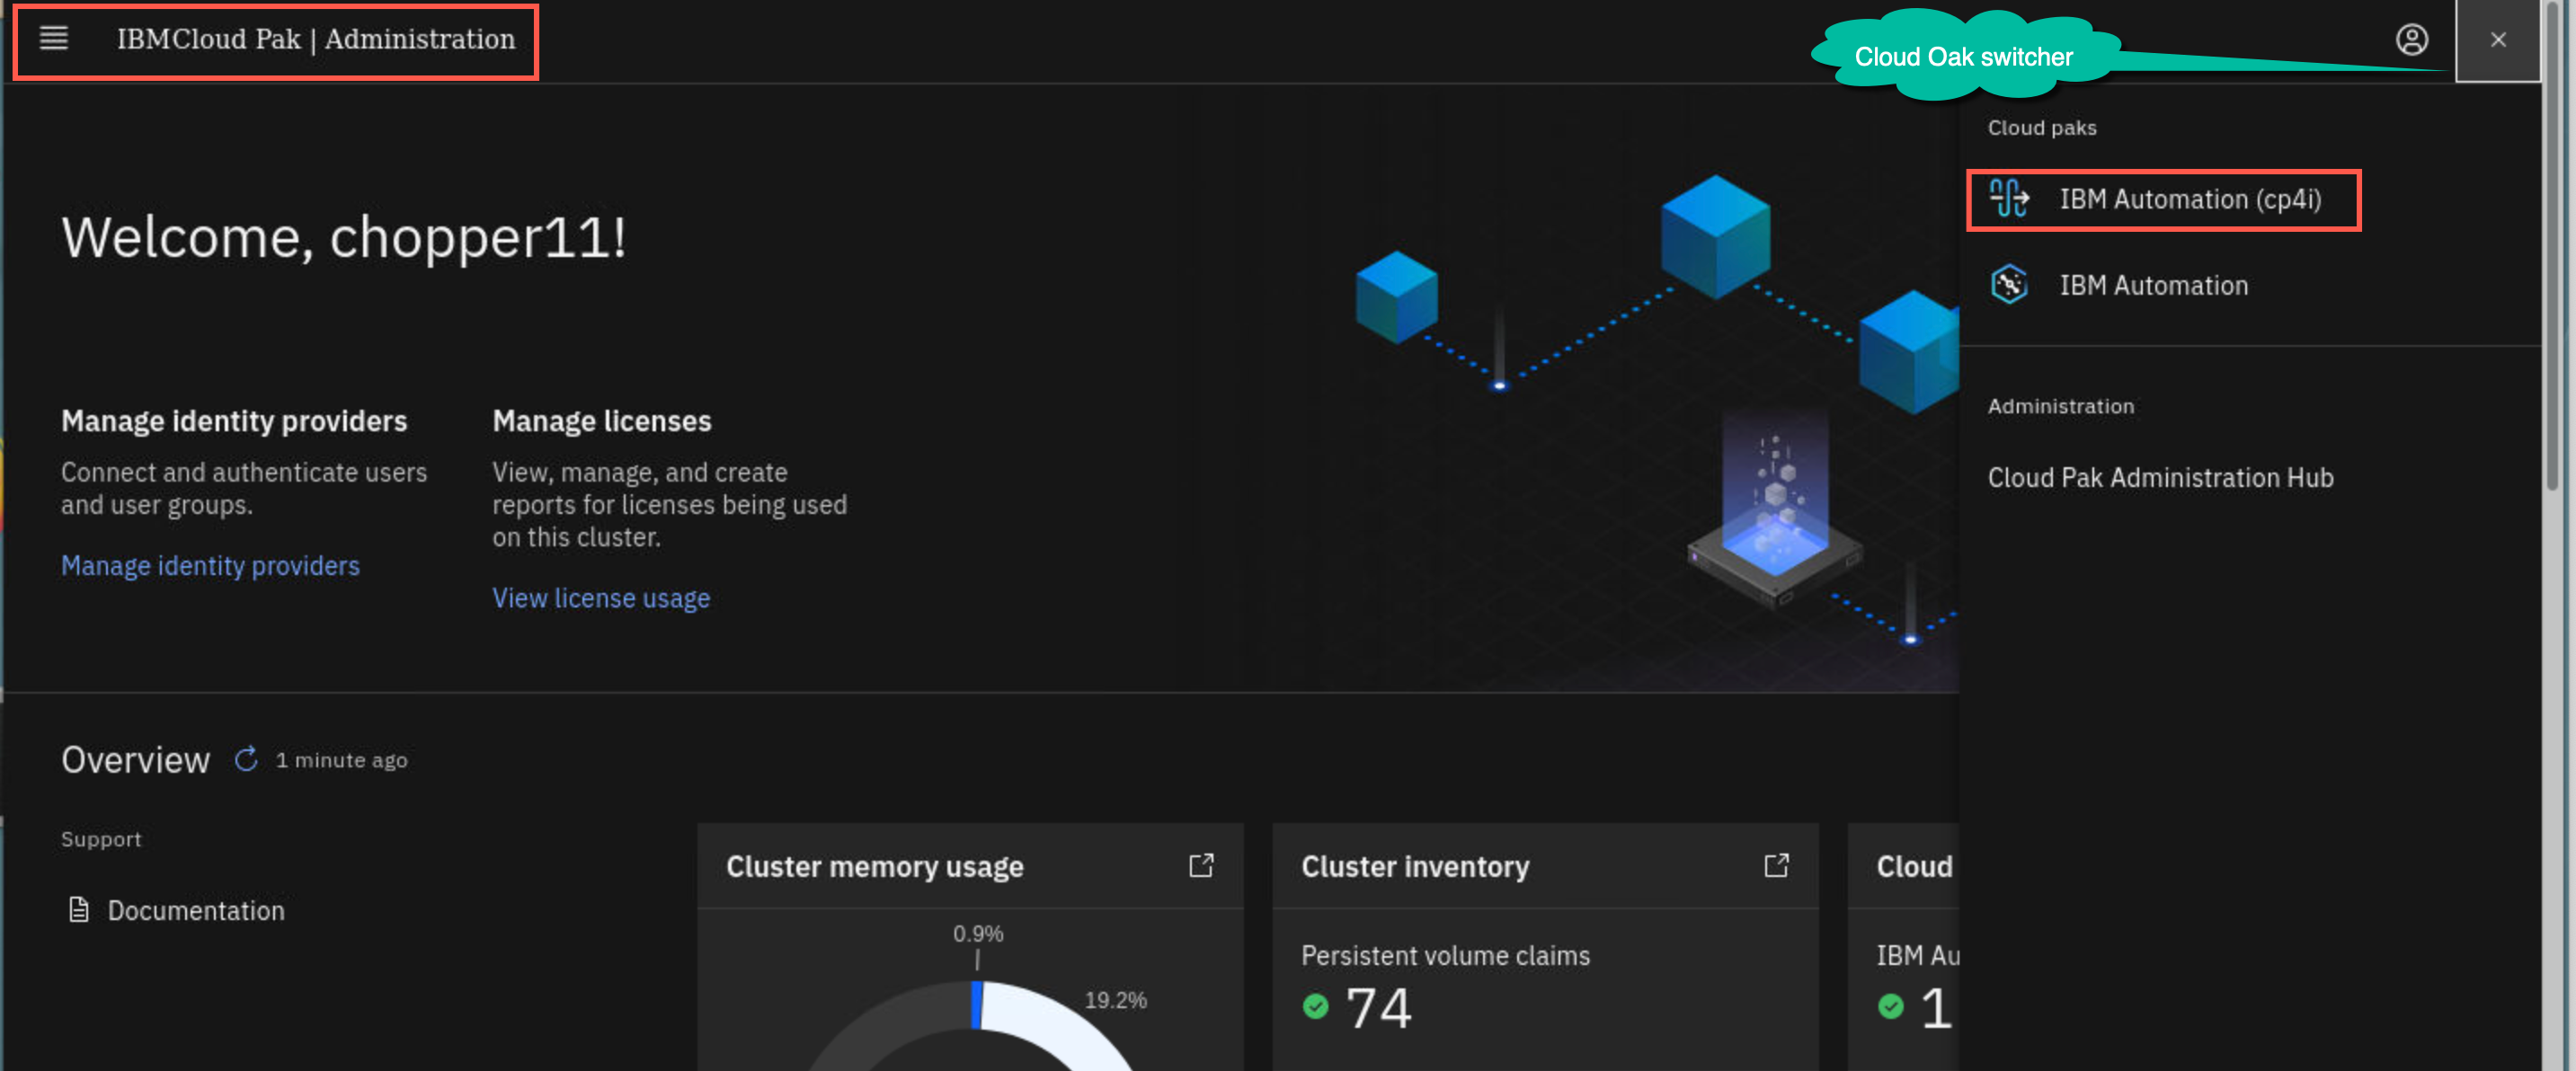 IBMCloud Pak | Administration
Cloud Oak switcher
Cloud paks
IBM Automation (cp4i)
IBM Automation
Administration
Cloud Pak Administration Hub
Welcome, chopper11!
Manage identity providers
Connect and authenticate users
and user groups.
Manage identity providers
Manage licenses
View, manage, and create
reports for licenses being used
on this cluster.
View license usage
Overview
1 minute ago
Support
Documentation
Cluster memory usage
0.9%
19.2%
Cluster inventory
Persistent volume claims
74
Cloud
IBM Au
1